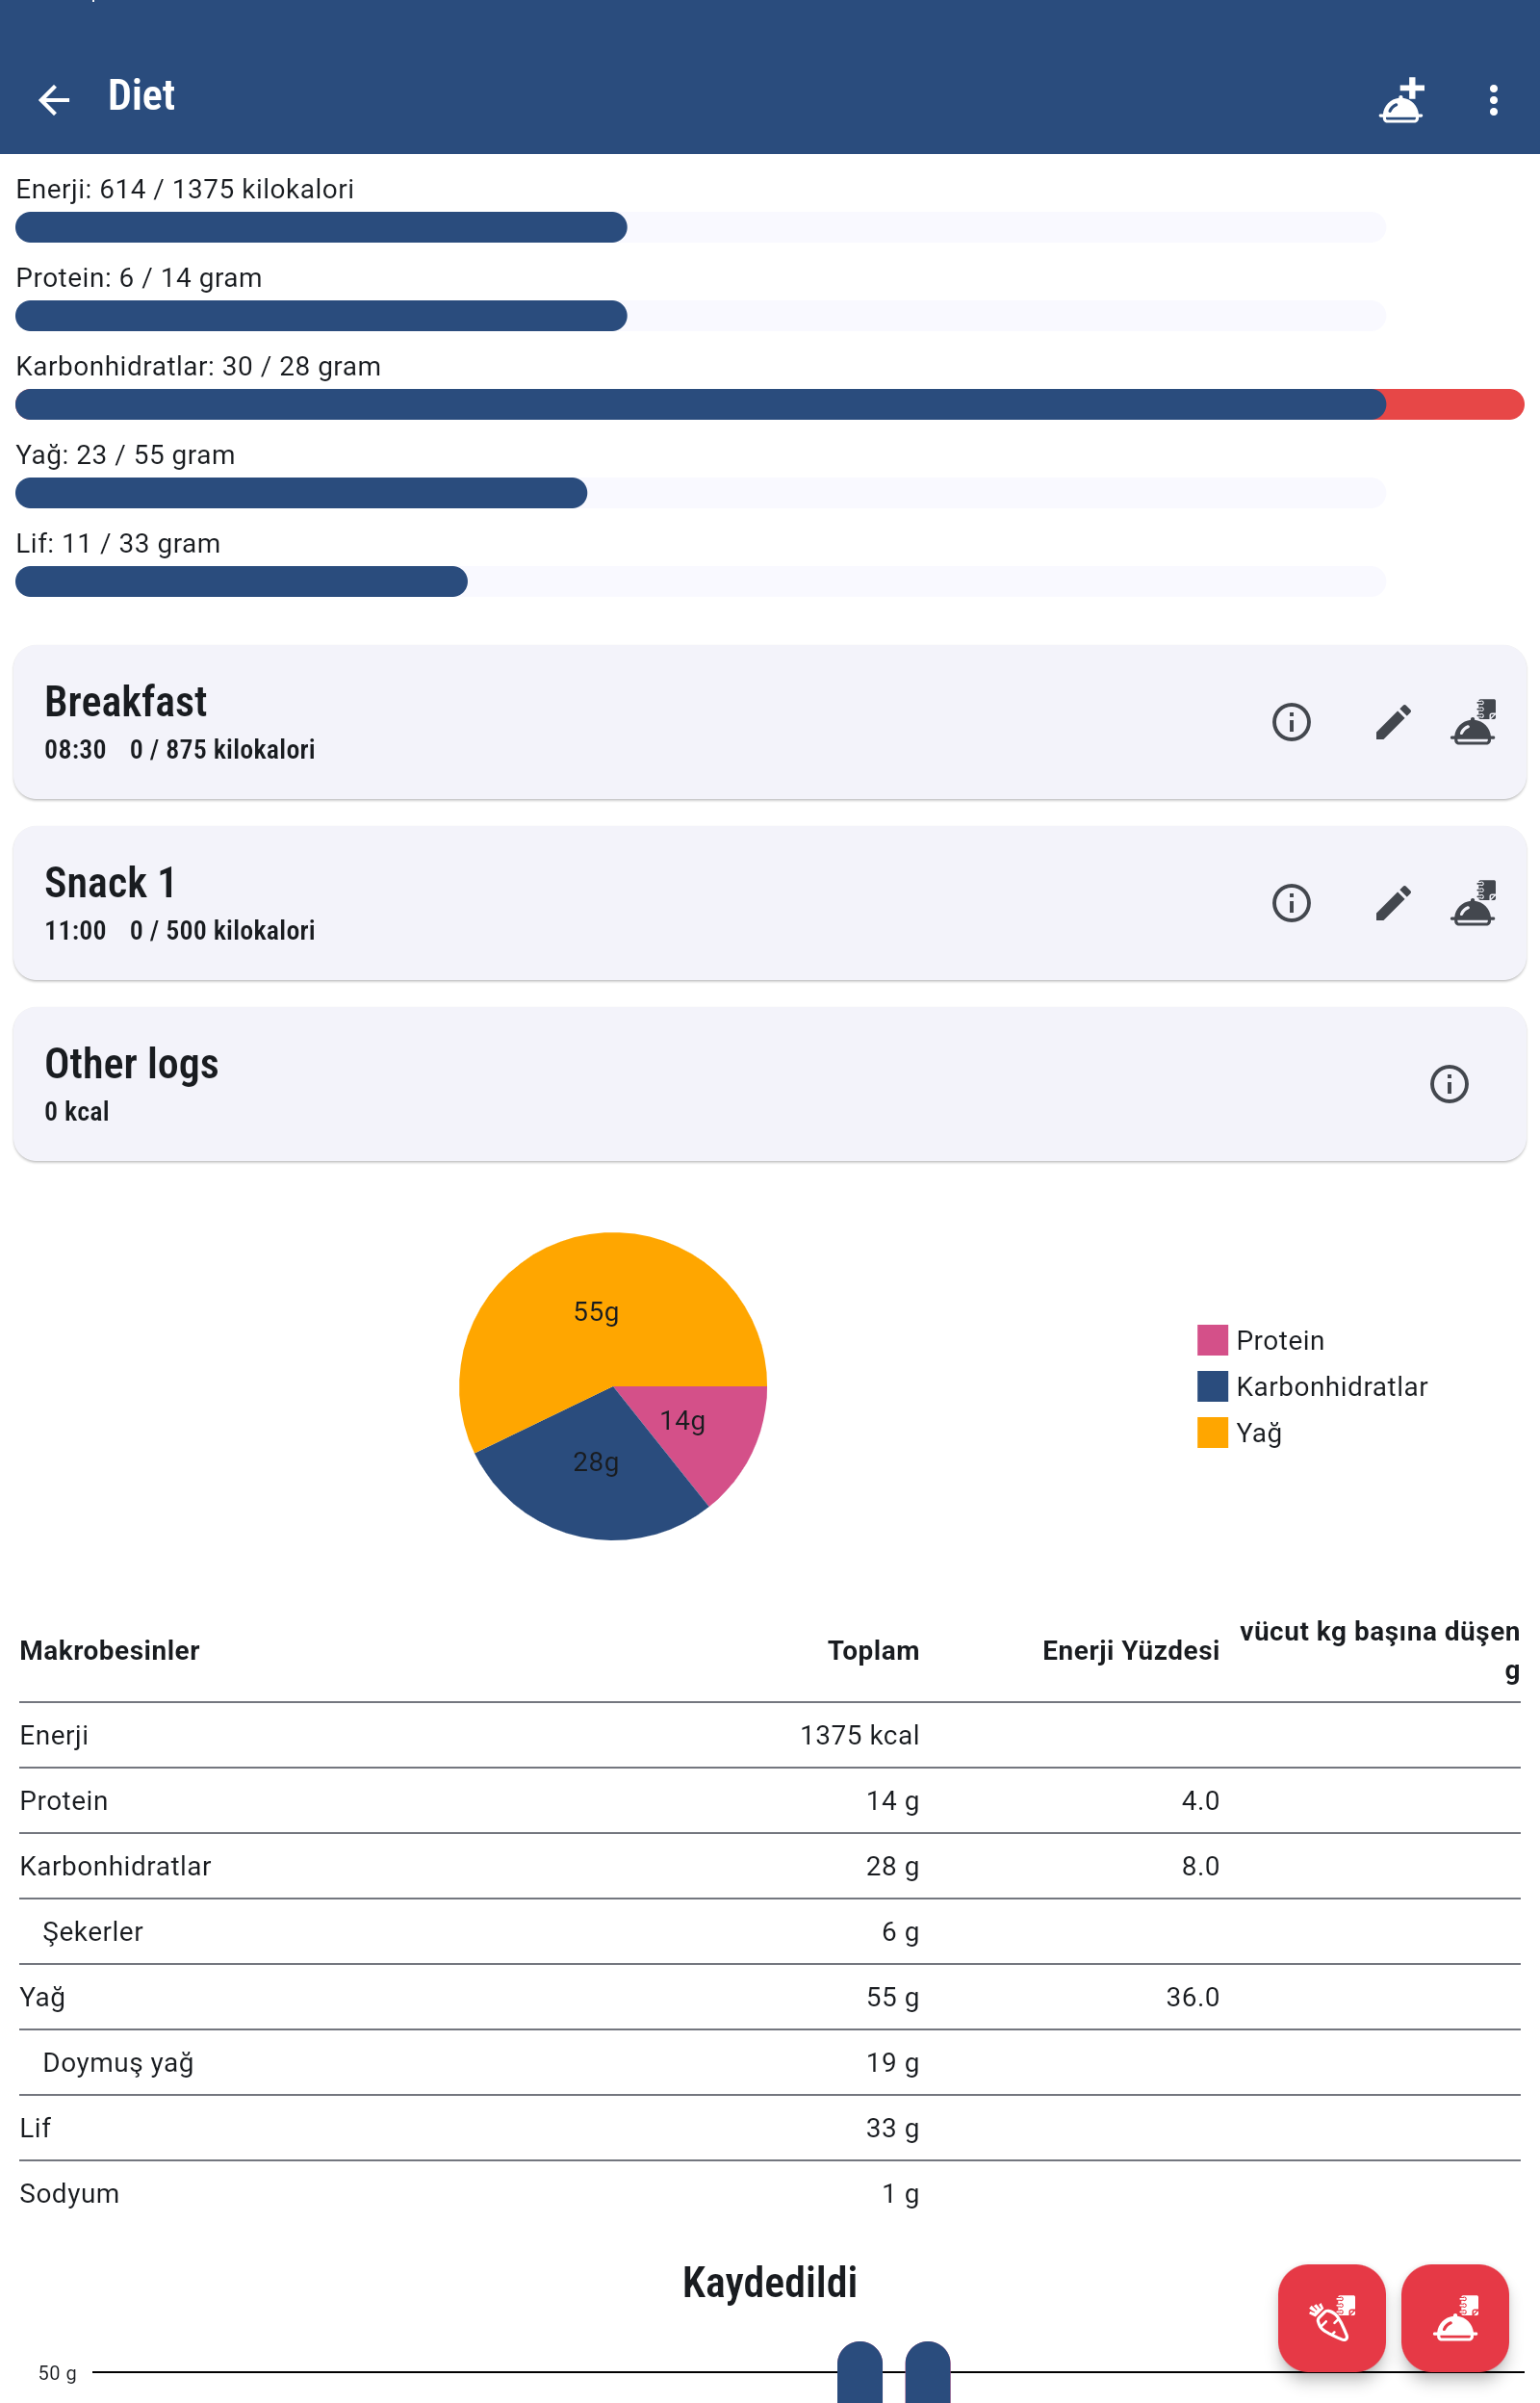 Diet
Enerji: 614 / 1375 kilokalori
Protein: 6 / 14 gram
Karbonhidratlar: 30 / 28 gram
Yağ: 23 / 55 gram
Lif: 11 / 33 gram
Breakfast
08:30 0 / 875 kilokalori
Snack 1
11:00 0 / 500 kilokalori
Other logs
0 kcal
55g
14g
28g
Protein
Karbonhidratlar
Yağ
Makrobesinler Toplam Enerji Yüzdesi vücut kg başına düşen
g
Enerji 1375 kcal
Protein 14 g 4.0
Karbonhidratlar 28 g 8.0
Şekerler 6 g
Yağ 55 g 36.0
Doymuş yağ 19 g
Lif 33 g
Sodyum 1 g
Kaydedildi
50 g